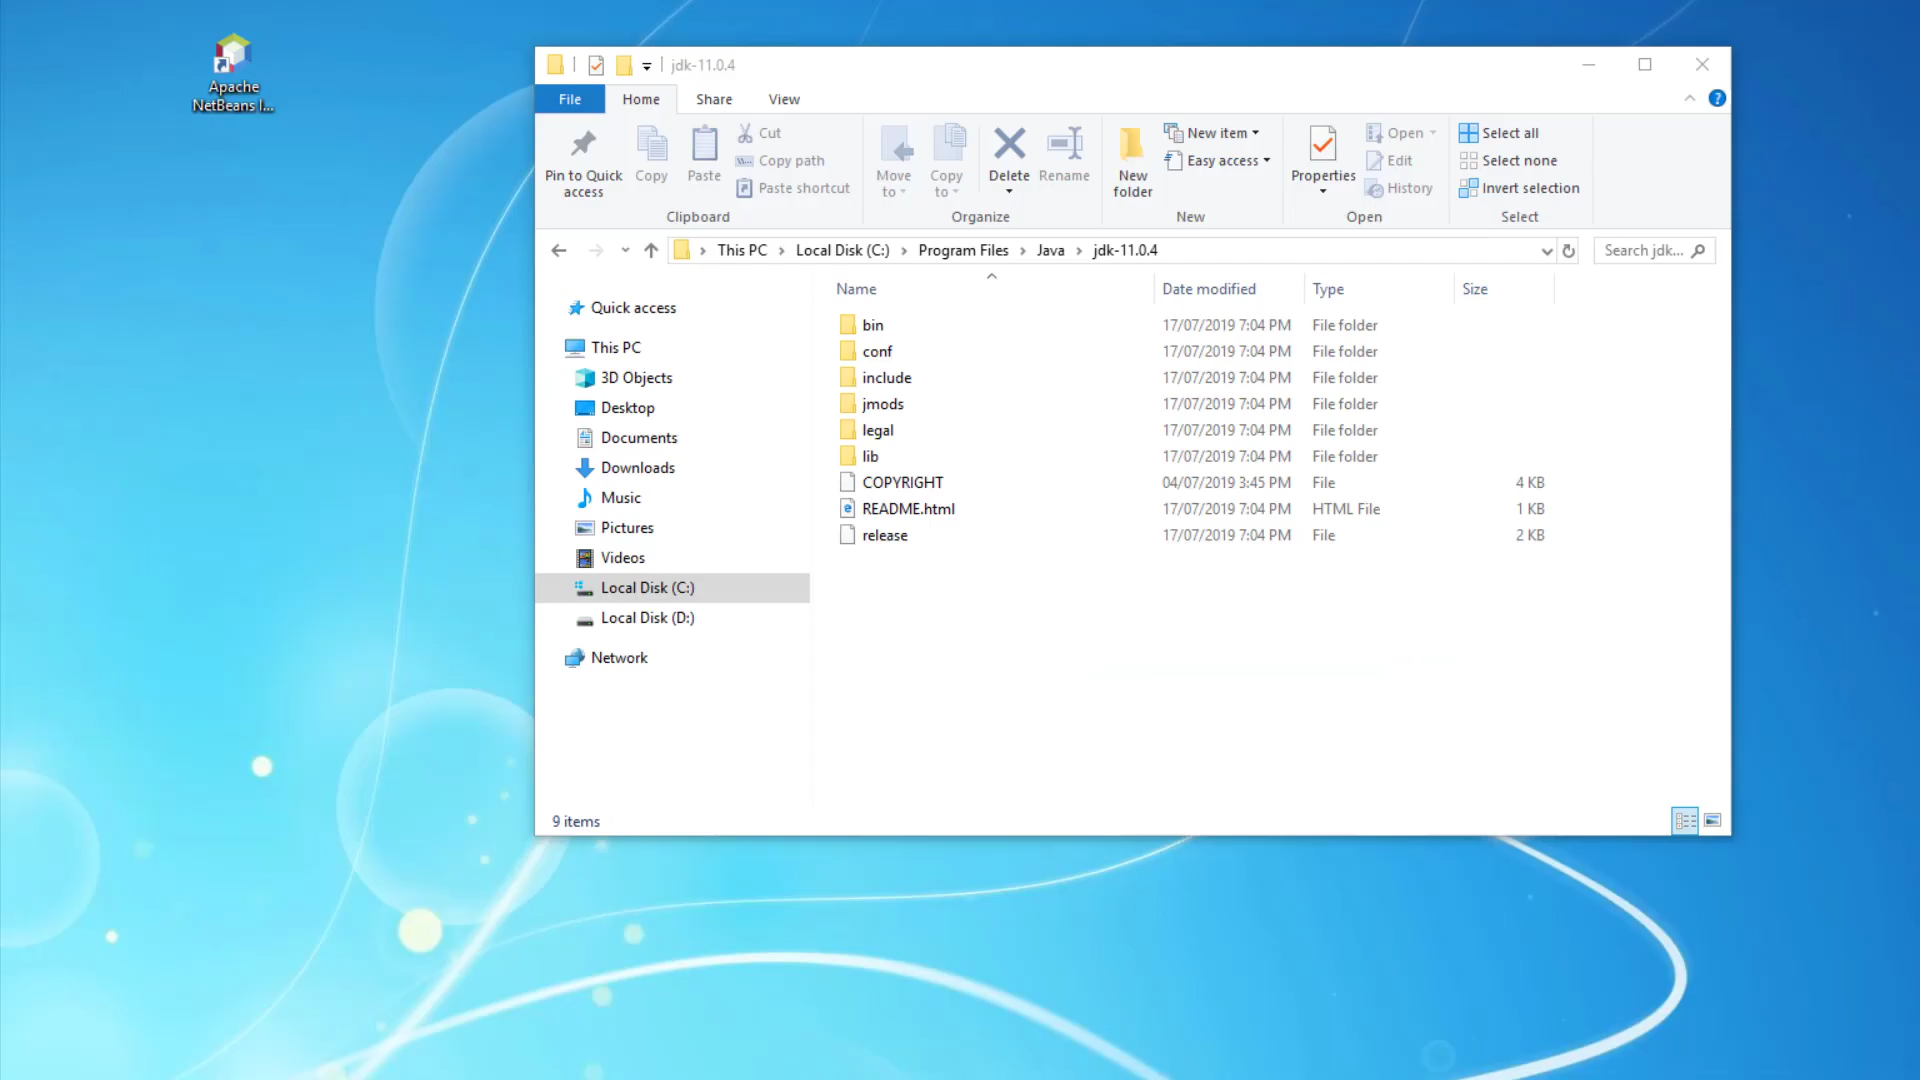 Apache
NetBeans I...
jdk-11.0.4
File
Home
Share
View
?
Pin to Quick
access
Copy
Paste
Cut
Copy path
Paste shortcut
Clipboard
Move
to
Copy
to
Delete
Rename
Organize
New
folder
New item
Easy access
New
Properties
Open
Edit
History
Open
Select all
Select none
Invert selection
Select
This PC
Local Disk (C:)
Program Files
Java
jdk-11.0.4
Search jdk...
Name
Date modified
Type
Size
Quick access
This PC
3D Objects
Desktop
Documents
Downloads
Music
Pictures
Videos
Local Disk (C:)
Local Disk (D:)
Network
bin 17/07/2019 7:04 PM File folder
conf 17/07/2019 7:04 PM File folder
include 17/07/2019 7:04 PM File folder
jmods 17/07/2019 7:04 PM File folder
legal 17/07/2019 7:04 PM File folder
lib 17/07/2019 7:04 PM File folder
COPYRIGHT 04/07/2019 3:45 PM File 4 KB
README.html 17/07/2019 7:04 PM HTML File 1 KB
release 17/07/2019 7:04 PM File 2 KB
9 items